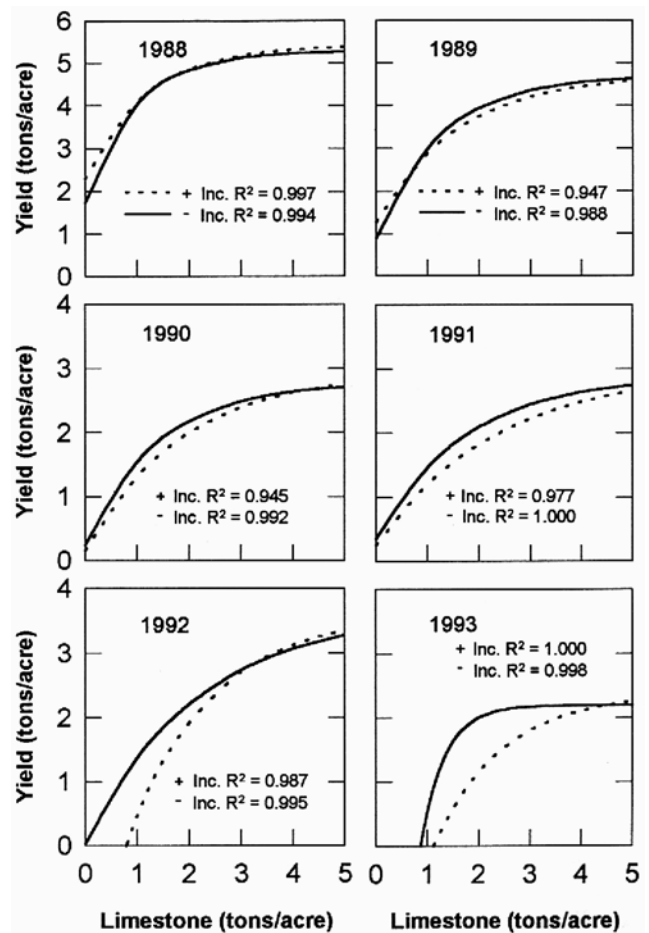 1988
Yield (tons/acre)
6
5
4
3
2
1
0
+ Inc. R² = 0.997
- Inc. R² = 0.994
1989
+ Inc. R² = 0.947
- Inc. R² = 0.988
1990
Yield (tons/acre)
4
3
2
1
0
+ Inc. R² = 0.945
- Inc. R² = 0.992
1991
+ Inc. R² = 0.977
- Inc. R² = 1.000
1992
Yield (tons/acre)
4
3
2
1
0
+ Inc. R² = 0.987
- Inc. R² = 0.995
0 1 2 3 4 5
Limestone (tons/acre)
1993
+ Inc. R² = 1.000
- Inc. R² = 0.998
0 1 2 3 4 5
Limestone (tons/acre)